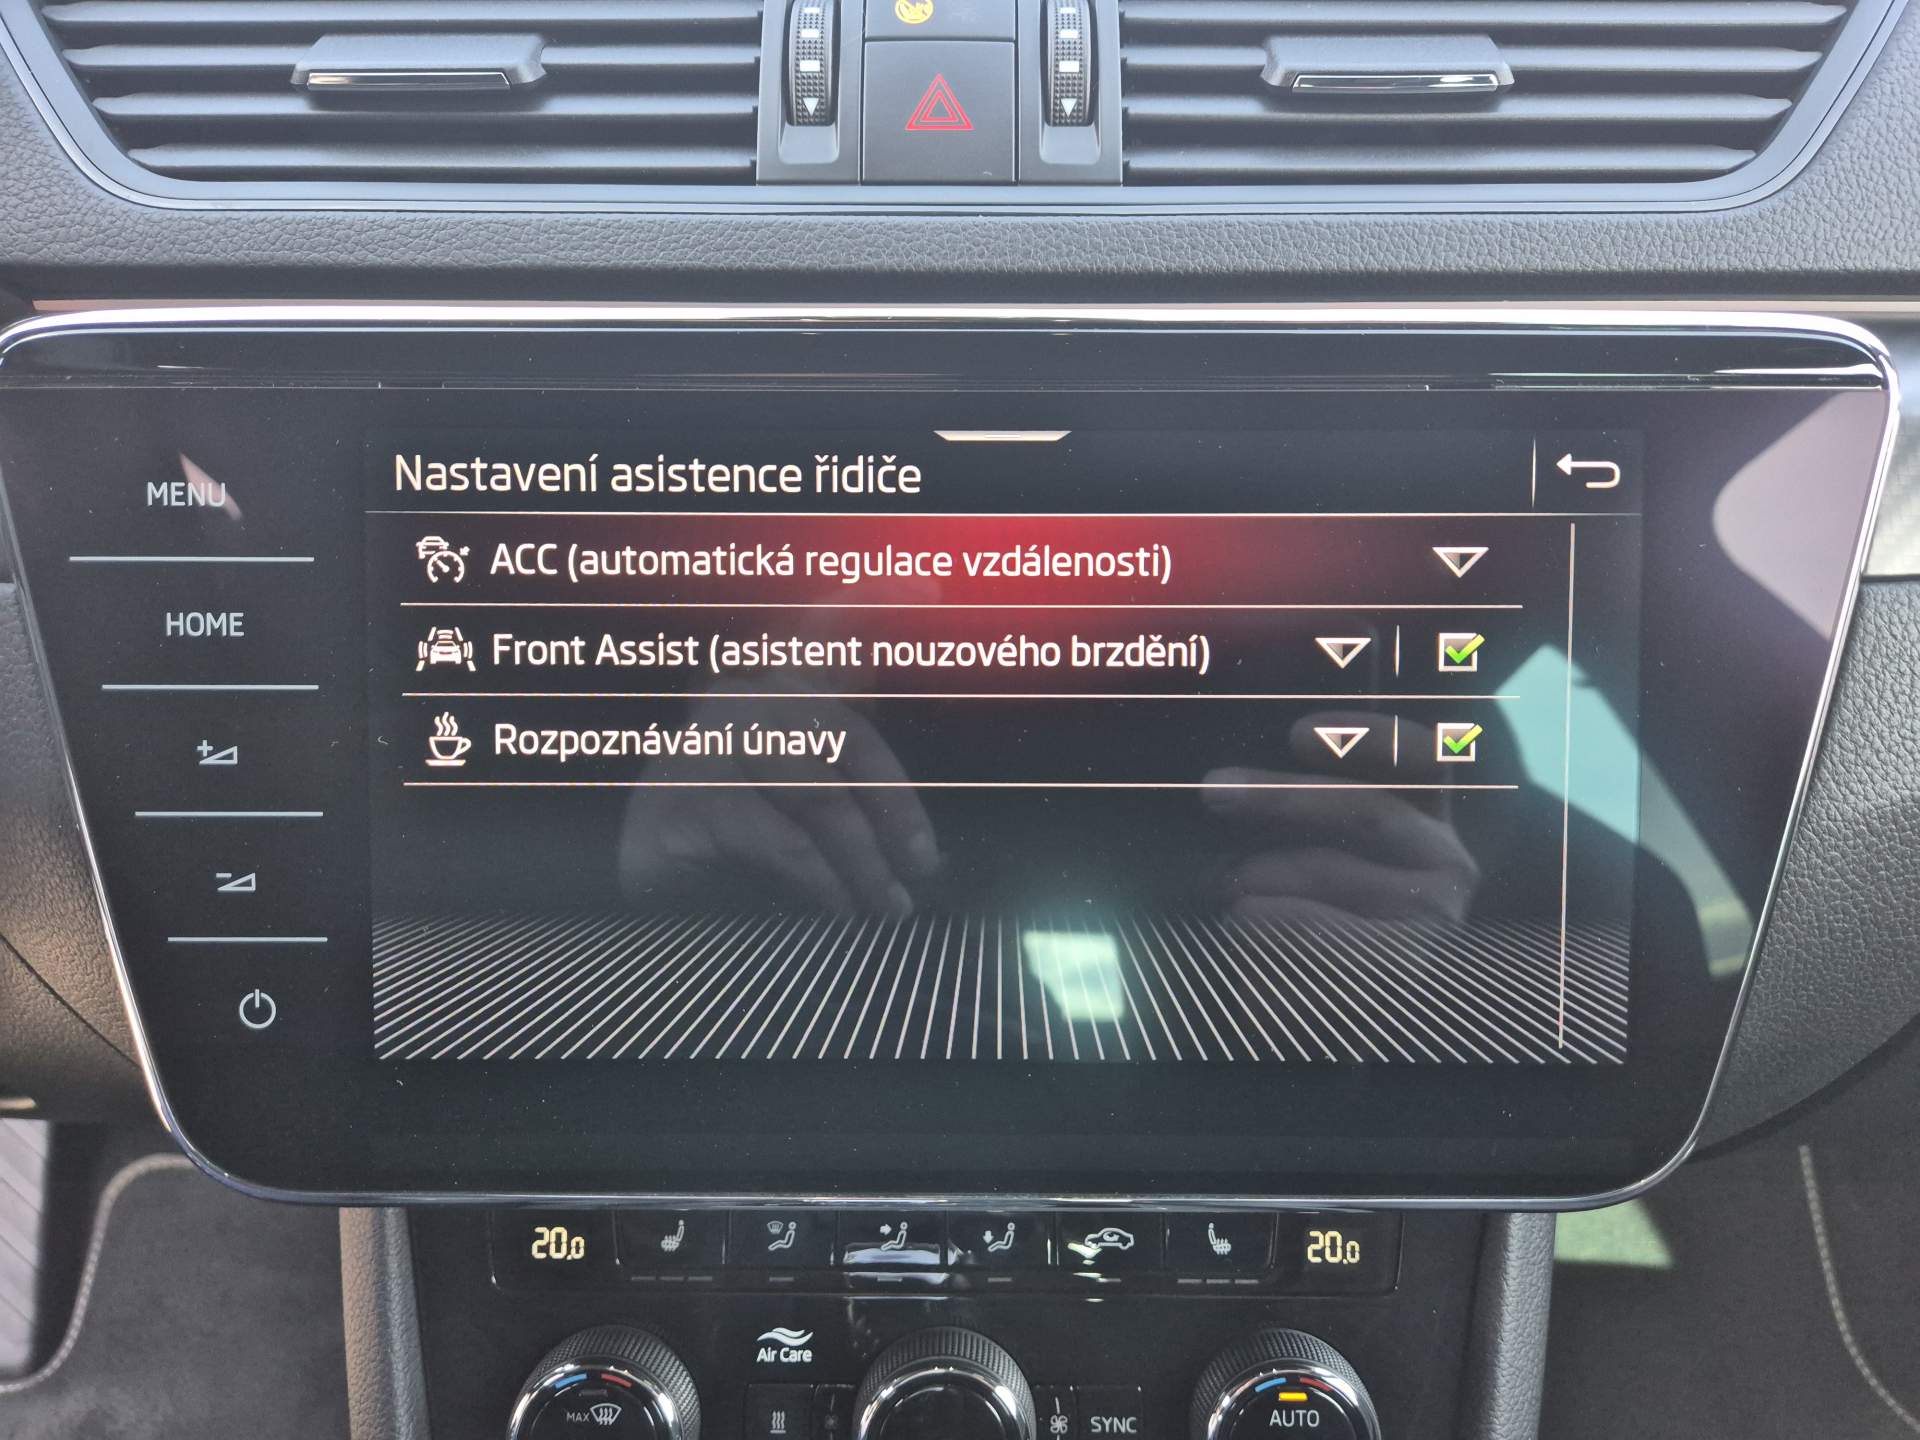 Nastavení asistence řidiče
MENU
ACC (automatická regulace vzdálenosti)
HOME
Front Assist (asistent nouzového brzdění)
Rozpoznávání únavy
20.0
20.0
Air Care
MAX
SYNC
AUTO